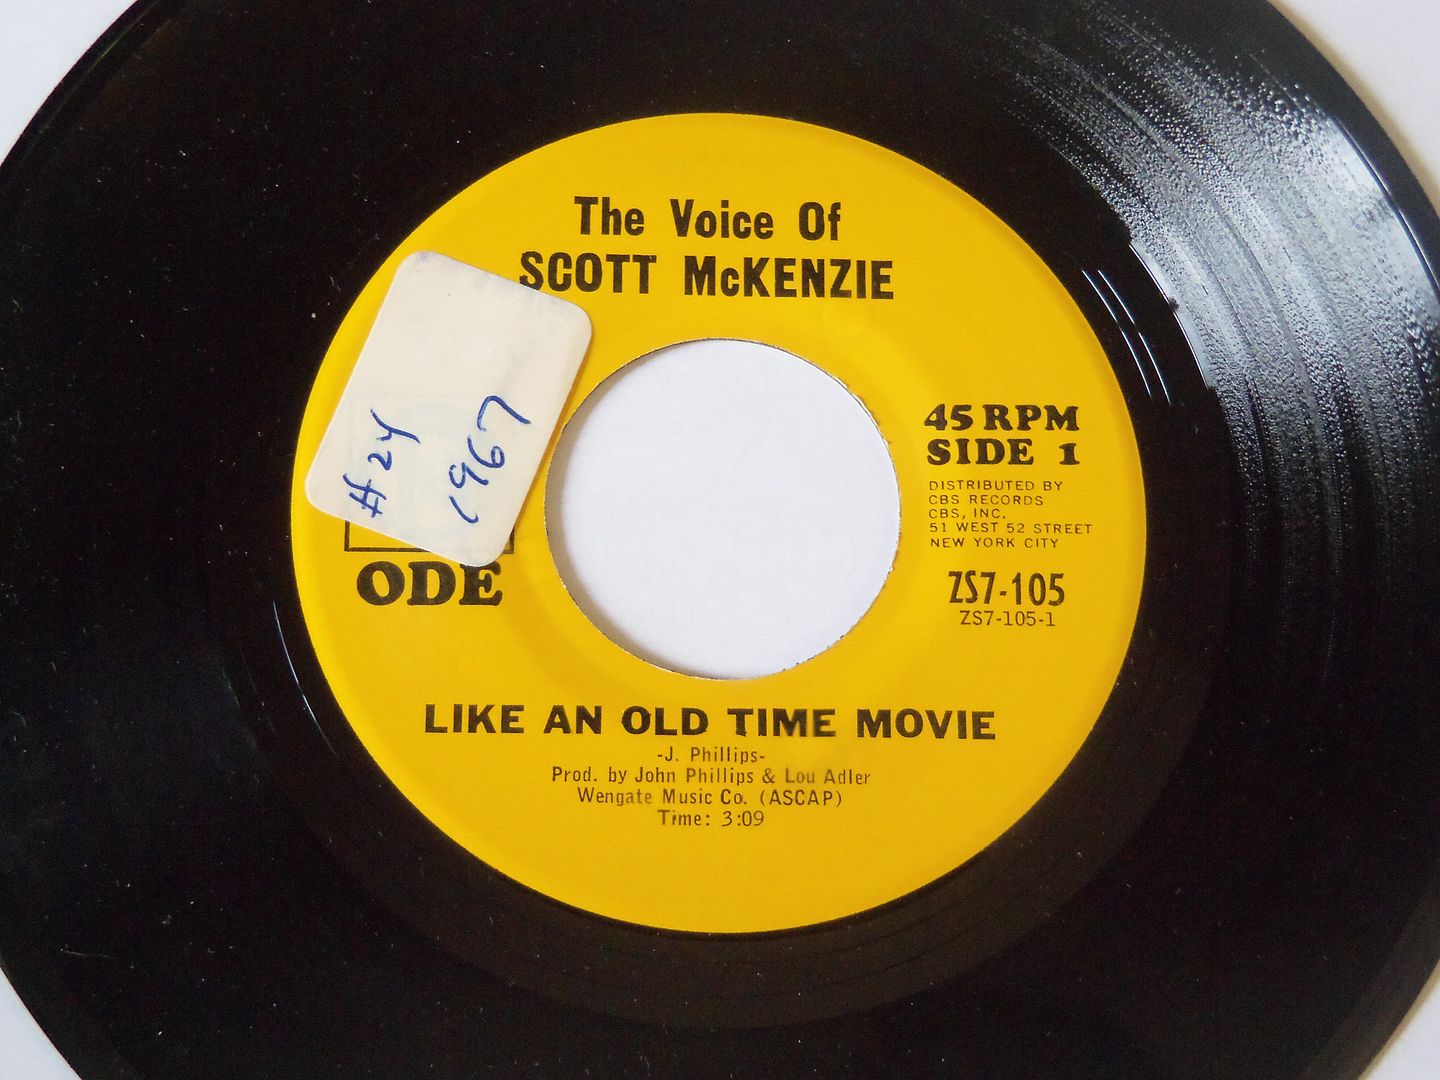 The Voice Of
SCOTT McKENZIE
#24
1967
ODE
45 RPM
SIDE 1
DISTRIBUTED BY
CBS RECORDS
CBS, INC.
51 WEST 52 STREET
NEW YORK CITY
ZS7-105
ZS7-105-1
LIKE AN OLD TIME MOVIE
-J. Phillips-
Prod. by John Phillips & Lou Adler
Wengate Music Co. (ASCAP)
Time: 3:09